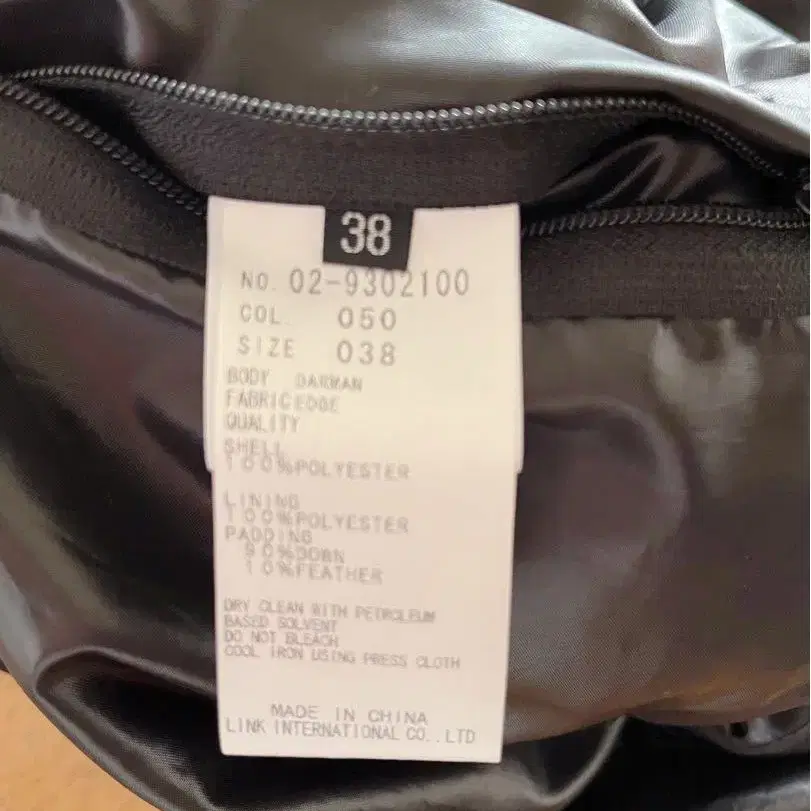 38
NO. 02-9302100
COL. 050
SIZE 038
BODY DARMAN
FABRIC EDGE
QUALITY
SHELL
100%POLYESTER
LINING
100%POLYESTER
PADDING
90%DOWN
10%FEATHER
DRY CLEAN WITH PETROLEUM
BASED SOLVENT
DO NOT BLEACH
COOL IRON USING PRESS CLOTH
MADE IN CHINA
LINK INTERNATIONAL CO.,LTD